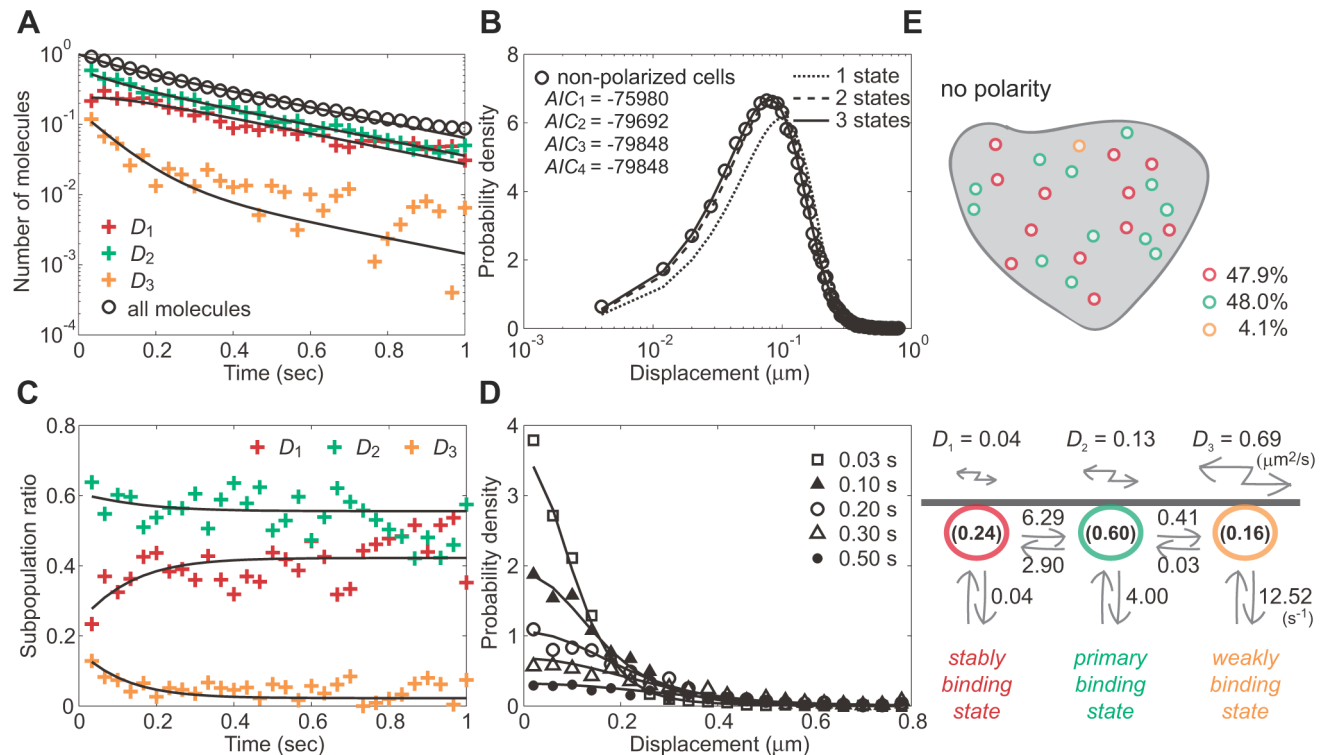 A
Number of molecules
10⁰
10⁻¹
10⁻²
10⁻³
10⁻⁴
D₁
D₂
D₃
all molecules
0 0.2 0.4 0.6 0.8 1
Time (sec)
B
Probability density
8
6
4
2
0
non-polarized cells
AIC₁ = -75980
AIC₂ = -79692
AIC₃ = -79848
AIC₄ = -79848
1 state
2 states
3 states
10⁻³ 10⁻² 10⁻¹ 10⁰
Displacement (μm)
E
no polarity
47.9%
48.0%
4.1%
C
Subpopulation ratio
0.8
0.6
0.4
0.2
0
D₁ D₂ D₃
0 0.2 0.4 0.6 0.8 1
Time (sec)
D
Probability density
4
3
2
1
0
0.03 s
0.10 s
0.20 s
0.30 s
0.50 s
0 0.2 0.4 0.6 0.8
Displacement (μm)
D₁ = 0.04 D₂ = 0.13 D₃ = 0.69
(μm²/s)
(0.24) 6.29 (0.60) 0.41 (0.16)
2.90 0.03
0.04 4.00 12.52
(s⁻¹)
stably primary weakly
binding binding binding
state state state